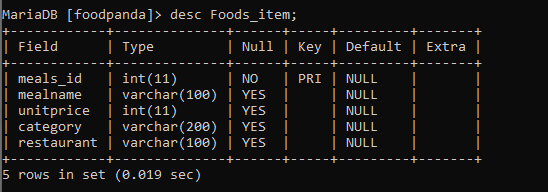 MariaDB [foodpanda]> desc Foods_item;
+------------+--------------+------+-----+---------+-------+
| Field      | Type         | Null | Key | Default | Extra |
+------------+--------------+------+-----+---------+-------+
| meals_id   | int(11)      | NO   | PRI | NULL    |       |
| mealname   | varchar(100) | YES  |     | NULL    |       |
| unitprice  | int(11)      | YES  |     | NULL    |       |
| category   | varchar(200) | YES  |     | NULL    |       |
| restaurant | varchar(100) | YES  |     | NULL    |       |
+------------+--------------+------+-----+---------+-------+
5 rows in set (0.019 sec)